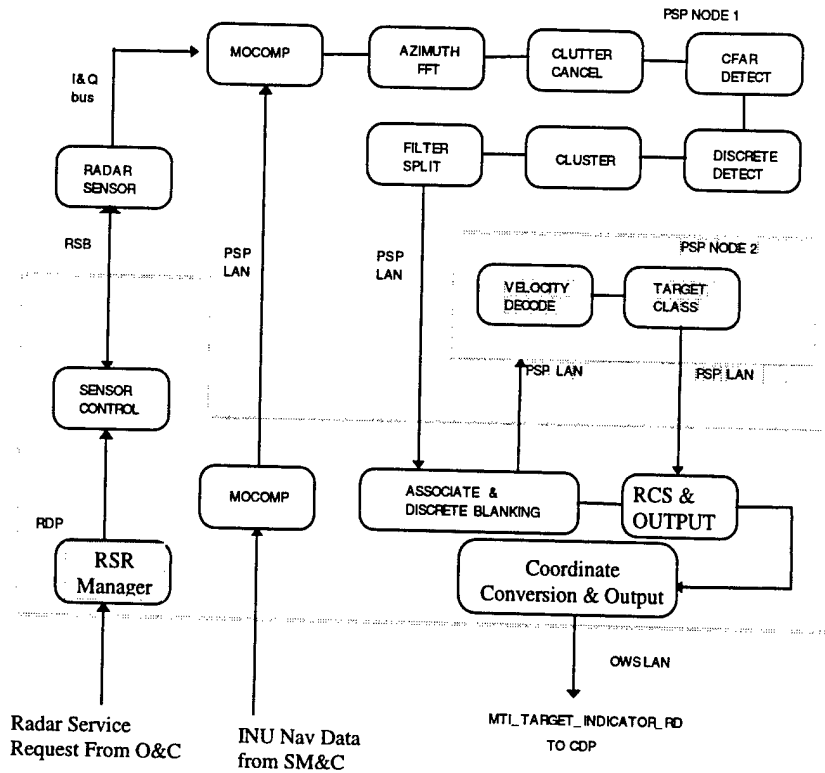 PSP NODE 1
MOCOMP
AZIMUTH
FFT
CLUTTER
CANCEL
CFAR
DETECT
I&Q
bus
FILTER
SPLIT
CLUSTER
DISCRETE
DETECT
RADAR
SENSOR
RSB
PSP
LAN
PSP
LAN
PSP NODE 2
VELOCITY
DECODE
TARGET
CLASS
PSP LAN
PSP LAN
SENSOR
CONTROL
MOCOMP
ASSOCIATE &
DISCRETE BLANKING
RCS &
OUTPUT
RDP
RSR
Manager
Coordinate
Conversion & Output
OWS LAN
Radar Service
Request From O&C
INU Nav Data
from SM&C
MTI_TARGET_INDICATOR_RD
TO CDP